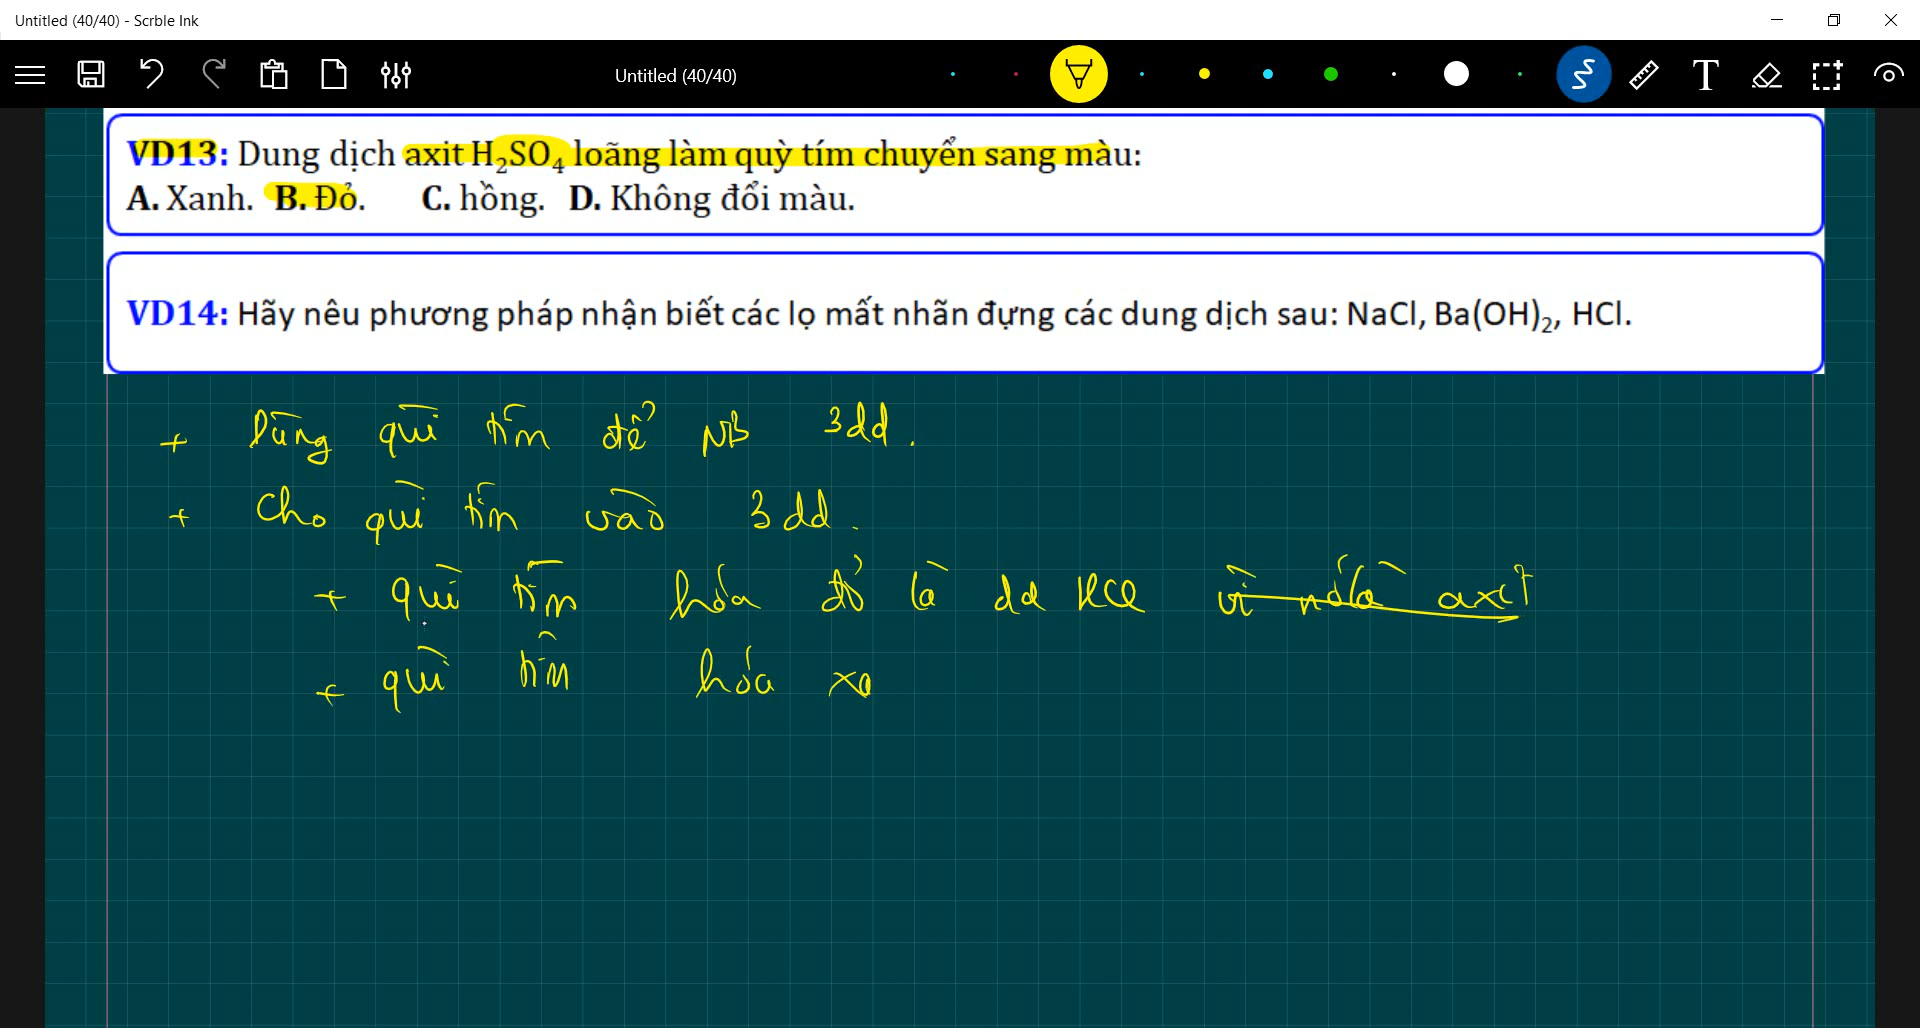 Untitled (40/40) - Scrble Ink
Untitled (40/40)
T
VD13: Dung dịch axit H₂SO₄ loãng làm quỳ tím chuyển sang màu:
A. Xanh. B. Đỏ. C. hồng. D. Không đổi màu.
VD14: Hãy nêu phương pháp nhận biết các lọ mất nhãn đựng các dung dịch sau: NaCl, Ba(OH)₂, HCl.
+ Dùng quì tím để NB 3dd.
+ Cho quì tím vào 3dd.
+ quì tím hóa đỏ là dd HCl vì nó là axit
+ quì tím hóa xa